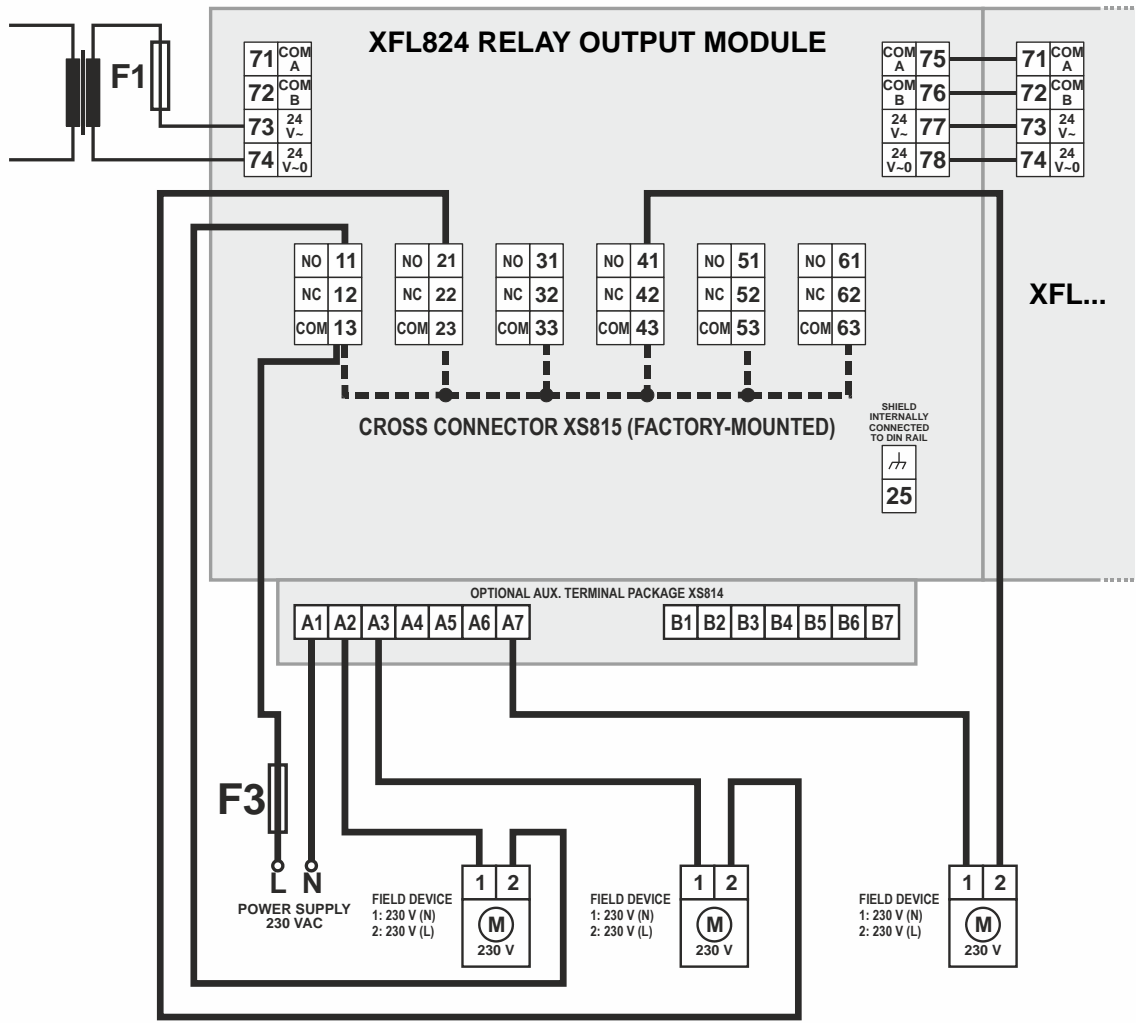 XFL824 RELAY OUTPUT MODULE
F1
71 COM A
72 COM B
73 24 V~
74 24 V~0
COM A 75
COM B 76
24 V~ 77
24 V~0 78
71 COM A
72 COM B
73 24 V~
74 24 V~0
NO 11
NC 12
COM 13
NO 21
NC 22
COM 23
NO 31
NC 32
COM 33
NO 41
NC 42
COM 43
NO 51
NC 52
COM 53
NO 61
NC 62
COM 63
XFL...
CROSS CONNECTOR XS815 (FACTORY-MOUNTED)
SHIELD
INTERNALLY
CONNECTED
TO DIN RAIL
25
OPTIONAL AUX. TERMINAL PACKAGE XS814
A1 A2 A3 A4 A5 A6 A7
B1 B2 B3 B4 B5 B6 B7
F3
L N
POWER SUPPLY
230 VAC
FIELD DEVICE
1: 230 V (N)
2: 230 V (L)
1 2
M
230 V
FIELD DEVICE
1: 230 V (N)
2: 230 V (L)
1 2
M
230 V
FIELD DEVICE
1: 230 V (N)
2: 230 V (L)
1 2
M
230 V